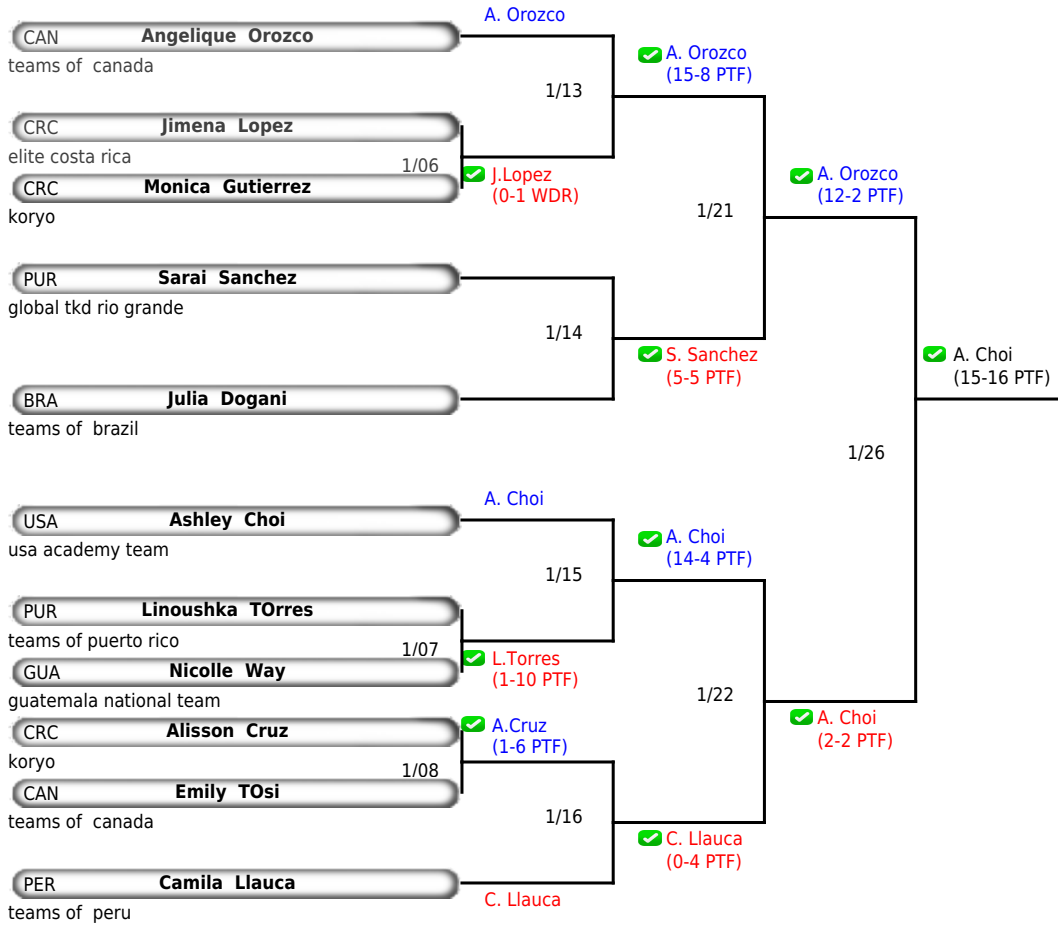 A. Orozco
CAN Angelique Orozco
teams of canada
A. Orozco
(15-8 PTF)
1/13
CRC Jimena Lopez
elite costa rica
1/06
J.Lopez
(0-1 WDR)
CRC Monica Gutierrez
koryo
A. Orozco
(12-2 PTF)
1/21
PUR Sarai Sanchez
global tkd rio grande
1/14
S. Sanchez
(5-5 PTF)
A. Choi
(15-16 PTF)
BRA Julia Dogani
teams of brazil
1/26
A. Choi
USA Ashley Choi
usa academy team
A. Choi
(14-4 PTF)
1/15
PUR Linoushka TOrres
teams of puerto rico
1/07
L.Torres
(1-10 PTF)
GUA Nicolle Way
guatemala national team
1/22
CRC Alisson Cruz
koryo
A.Cruz
(1-6 PTF)
A. Choi
(2-2 PTF)
1/08
CAN Emily TOsi
teams of canada
1/16
C. Llauca
(0-4 PTF)
PER Camila Llauca
teams of peru
C. Llauca